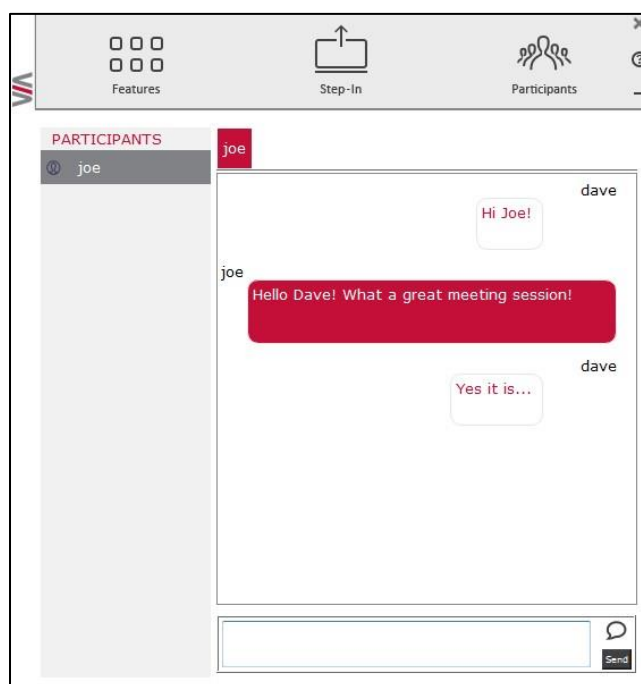 Features
Step-In
Participants
PARTICIPANTS
joe
joe
dave
Hi Joe!
joe
Hello Dave! What a great meeting session!
dave
Yes it is...
Send